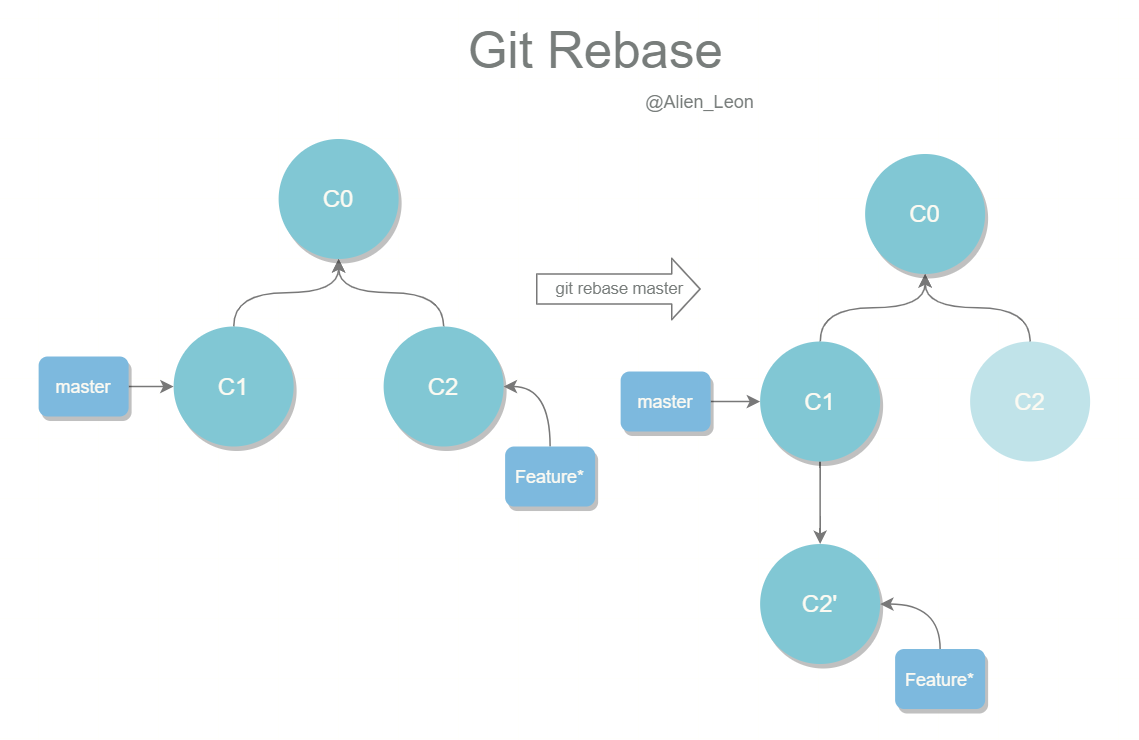 Git Rebase
@Alien_Leon
C0
C1
C2
master
Feature*
git rebase master
C0
C1
C2
master
C2'
Feature*